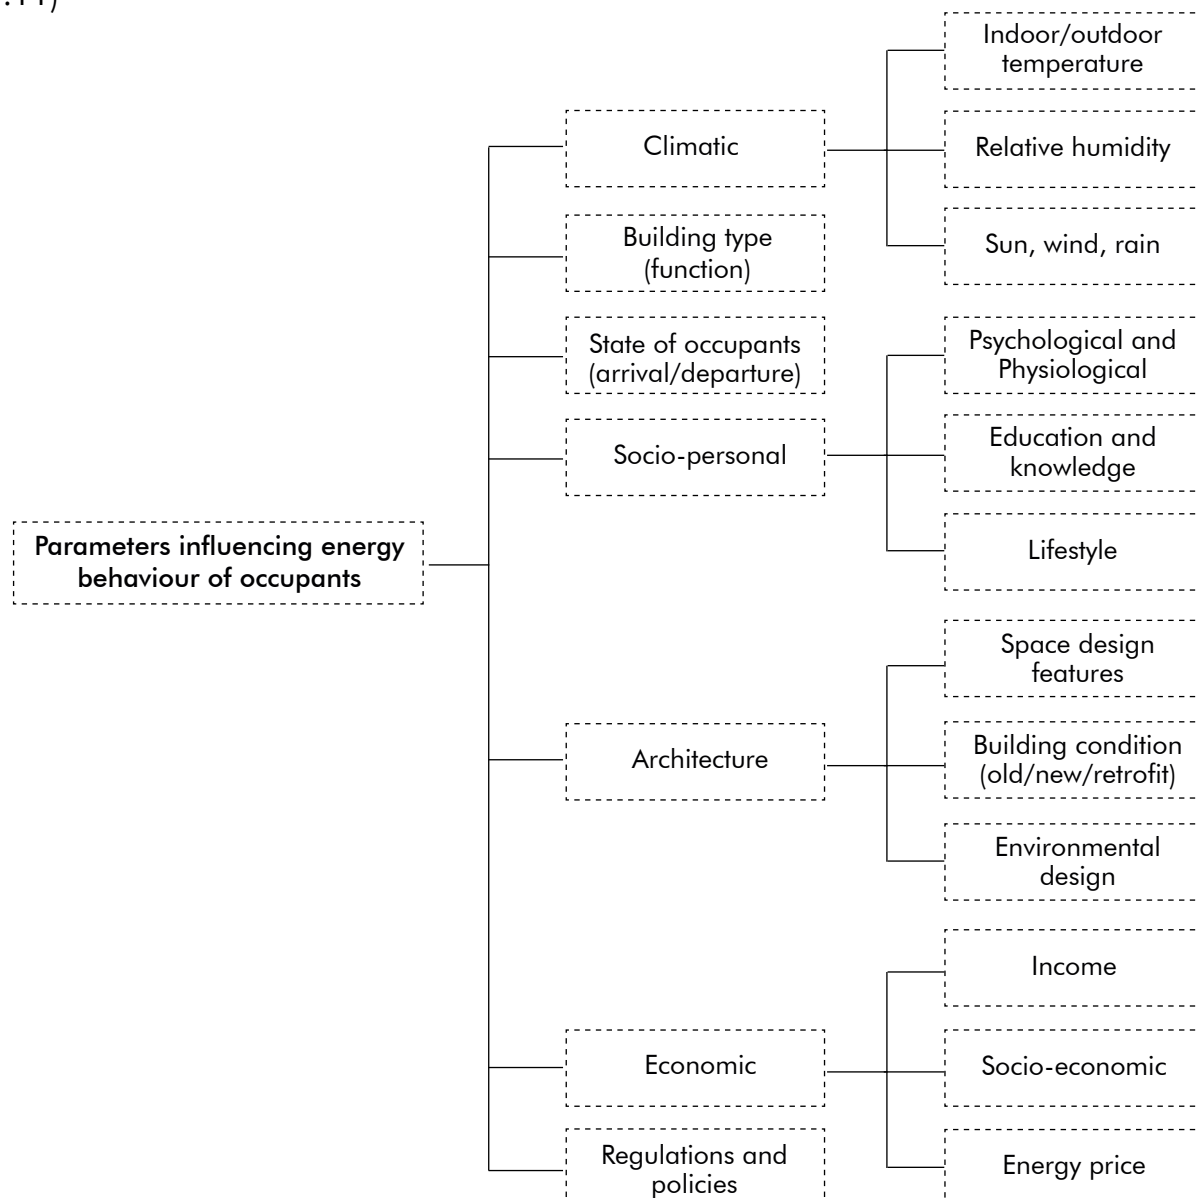 Indoor/outdoor
temperature
Climatic
Relative humidity
Sun, wind, rain
Building type
(function)
State of occupants
(arrival/departure)
Psychological and
Physiological
Socio-personal
Education and
knowledge
Lifestyle
Parameters influencing energy
behaviour of occupants
Space design
features
Architecture
Building condition
(old/new/retrofit)
Environmental
design
Income
Economic
Socio-economic
Energy price
Regulations and
policies